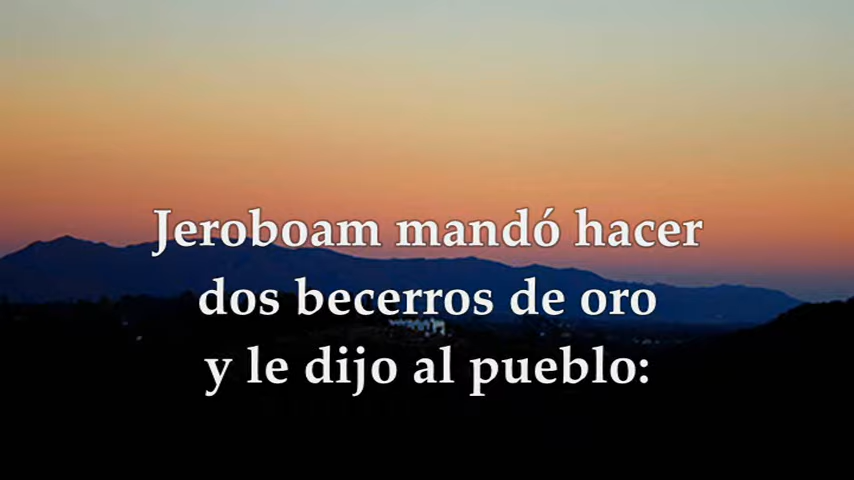 Jeroboam mandó hacer
dos becerros de oro
y le dijo al pueblo: